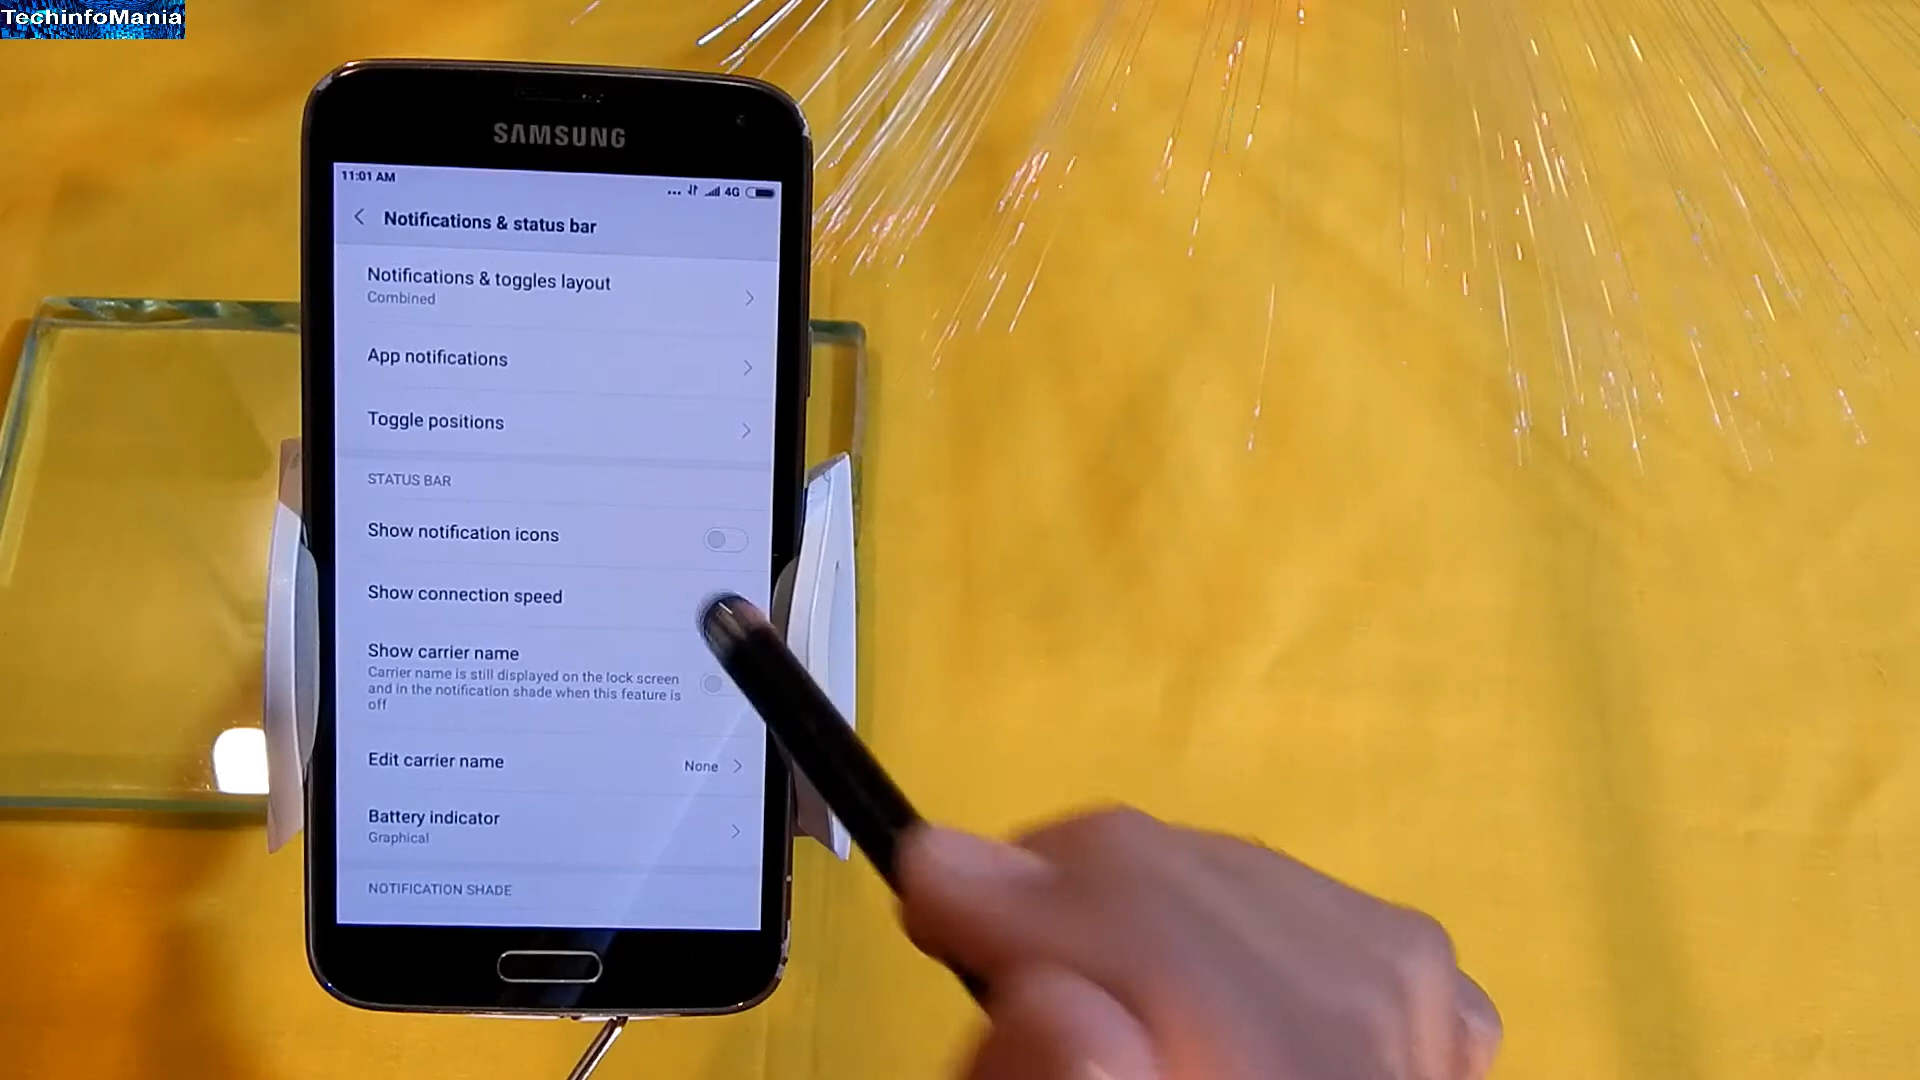 TechinfoMania
SAMSUNG
11:01 AM
... 4G
Notifications & status bar
Notifications & toggles layout
Combined
App notifications
Toggle positions
STATUS BAR
Show notification icons
Show connection speed
Show carrier name
Carrier name is still displayed on the lock screen
and in the notification shade when this feature is
off
Edit carrier name
None
Battery indicator
Graphical
NOTIFICATION SHADE